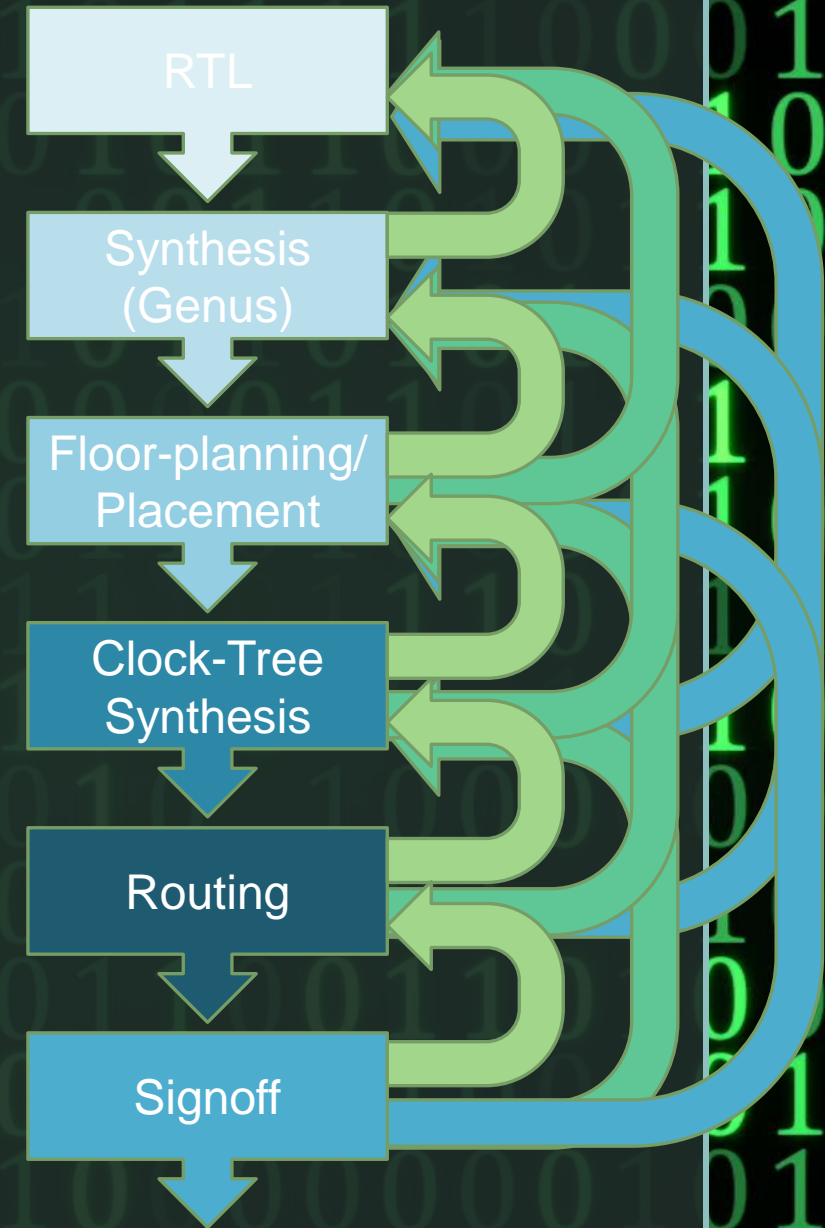 RTL
Synthesis
(Genus)
Floor-planning/
Placement
Clock-Tree
Synthesis
Routing
Signoff